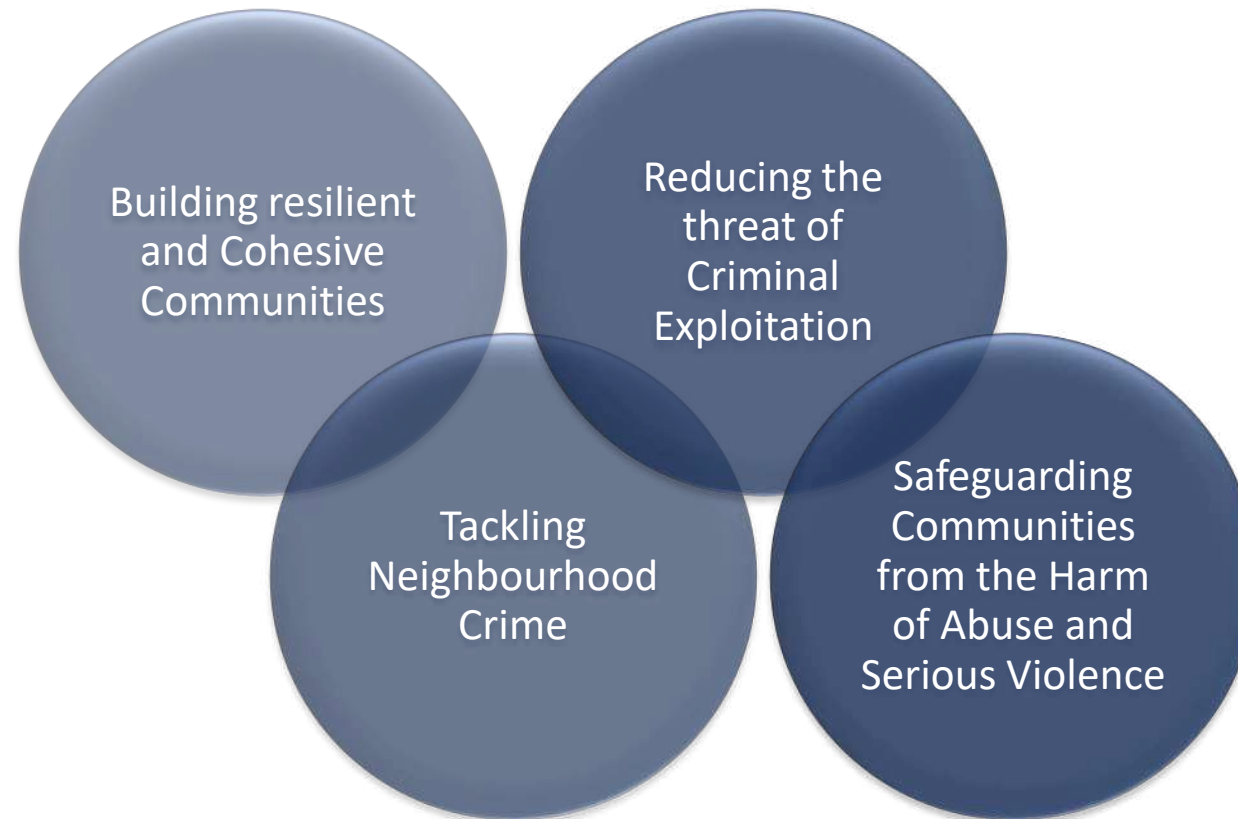 Building resilient
and Cohesive
Communities
Reducing the
threat of
Criminal
Exploitation
Tackling
Neighbourhood
Crime
Safeguarding
Communities
from the Harm
of Abuse and
Serious Violence